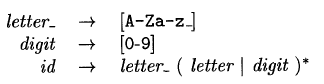 letter_ → [A-Za-z_]
digit → [0-9]
id → letter_ ( letter | digit )*